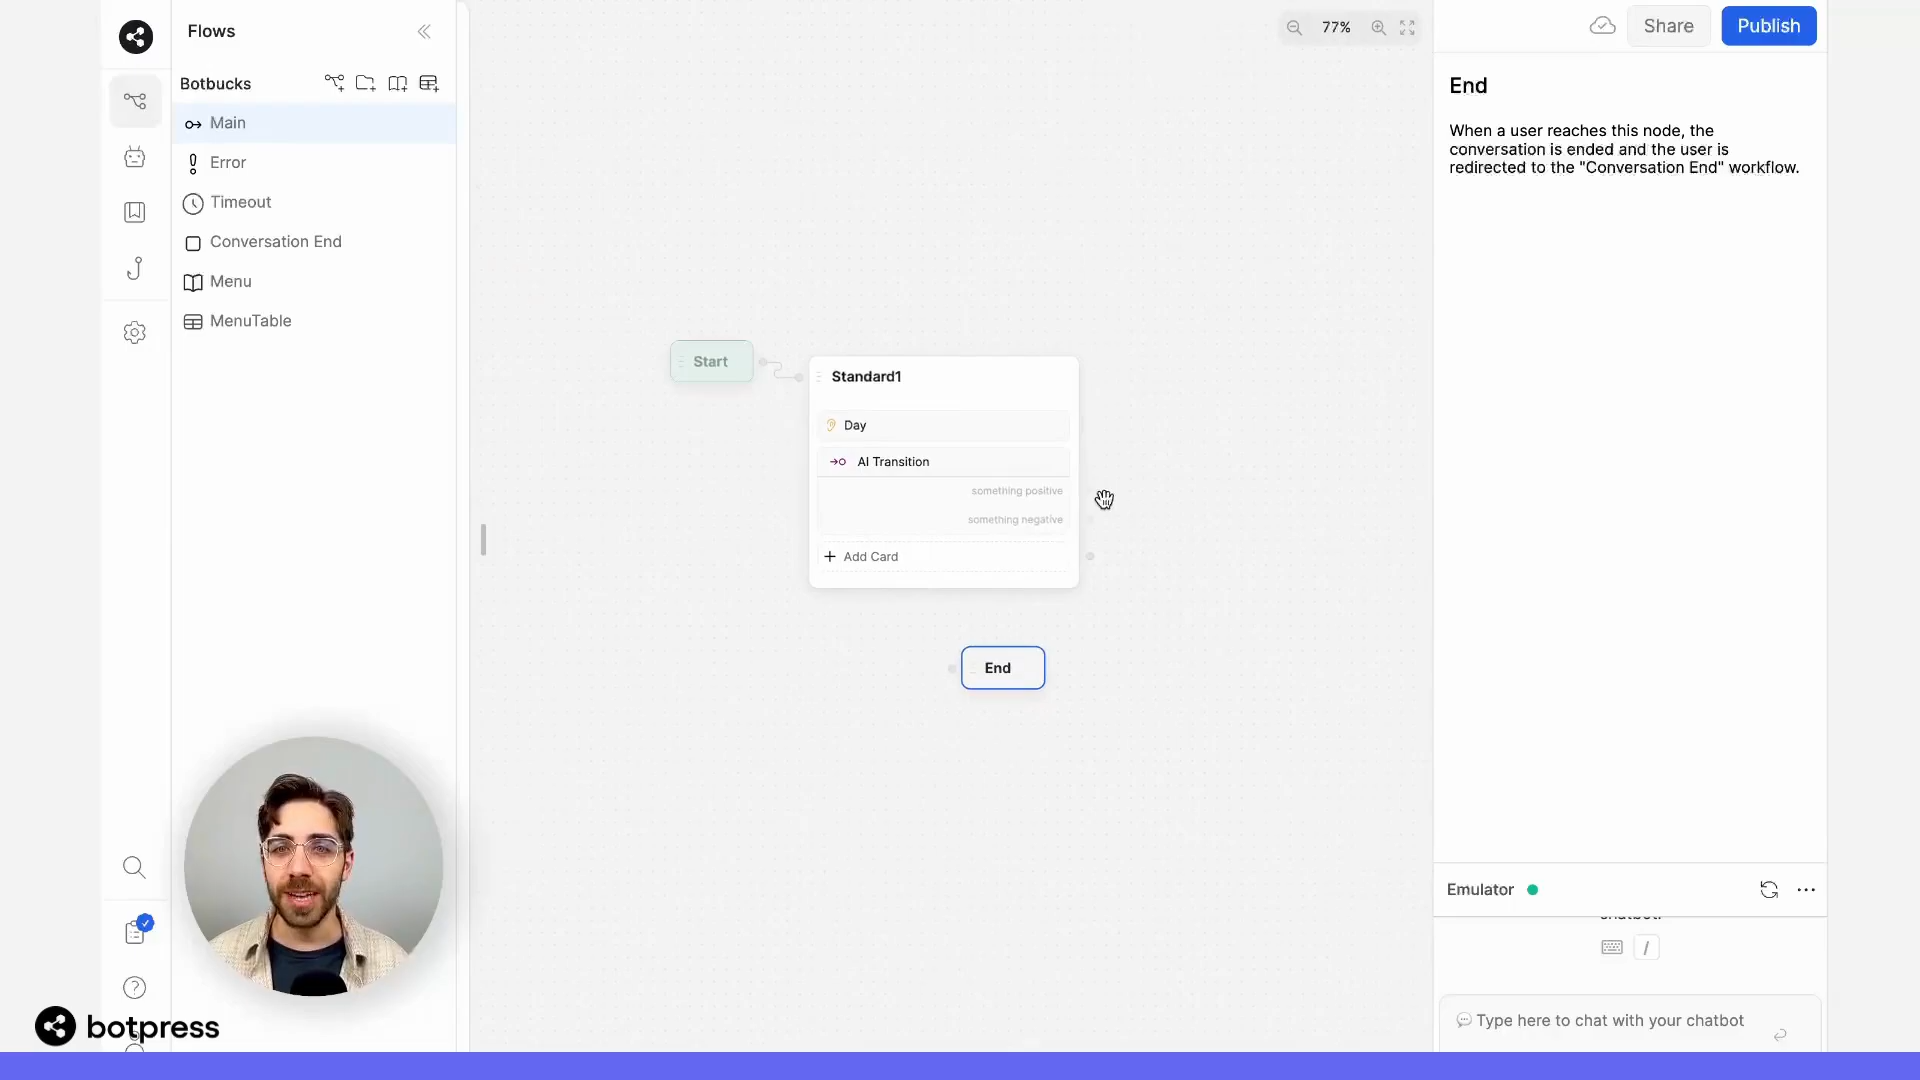 Flows
Botbucks
Main
Error
Timeout
Conversation End
Menu
MenuTable
77%
Share
Publish
Start
Standard1
Day
AI Transition
something positive
something negative
Add Card
End
End
When a user reaches this node, the
conversation is ended and the user is
redirected to the "Conversation End" workflow.
Emulator
chatbot.
/
Type here to chat with your chatbot
botpress